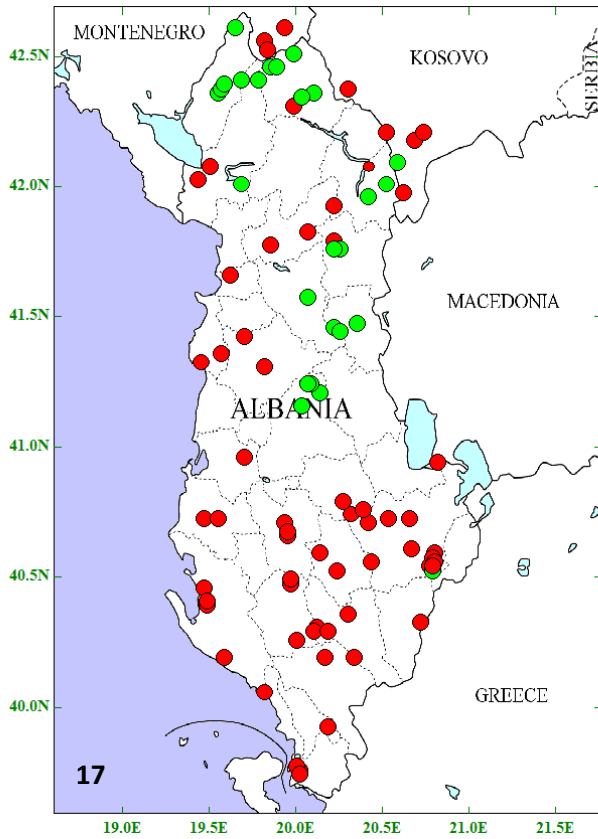 MONTENEGRO
KOSOVO
SERBIA
42.5N
42.0N
41.5N
MACEDONIA
ALBANIA
41.0N
40.5N
40.0N
GREECE
17
19.0E 19.5E 20.0E 20.5E 21.0E 21.5E